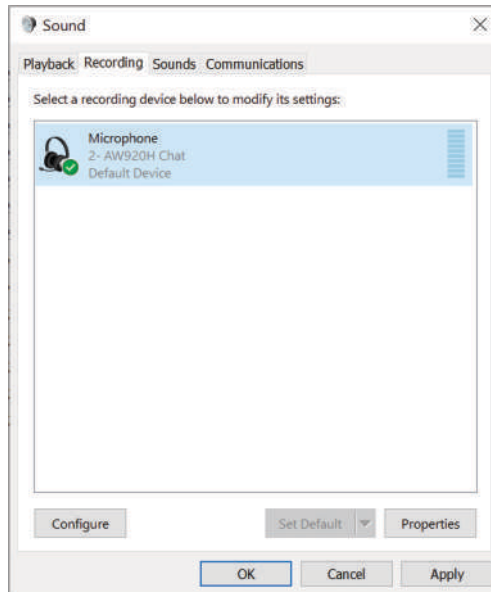 Sound
Playback Recording Sounds Communications
Select a recording device below to modify its settings:
Microphone
2- AW920H Chat
Default Device
Configure Set Default Properties
OK Cancel Apply